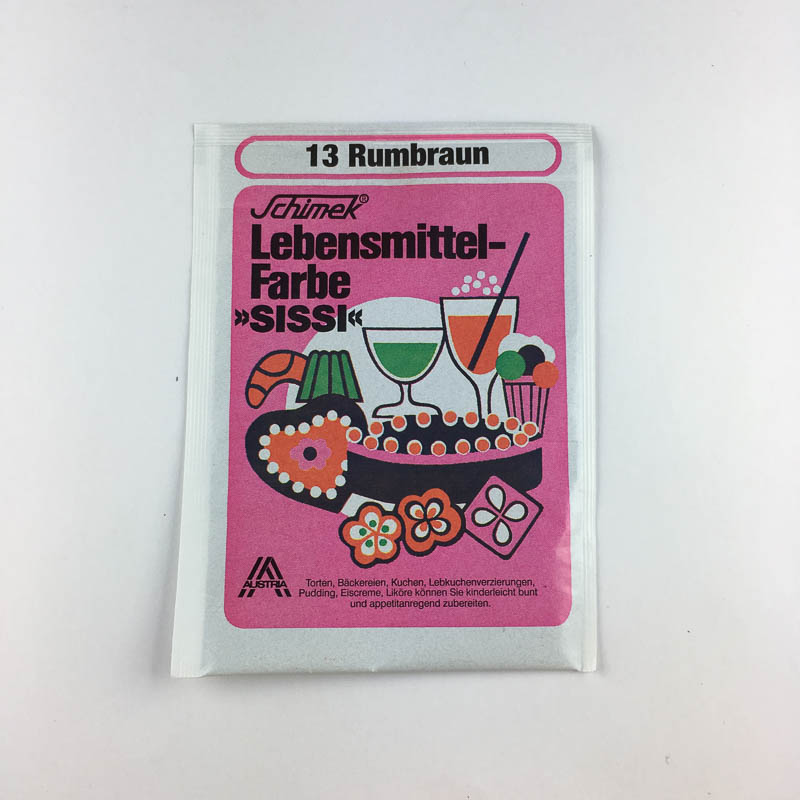 13 Rumbraun
Schimek®
Lebensmittel-
Farbe
»SISSI«
AUSTRIA
Torten, Bäckereien, Kuchen, Lebkuchenverzierungen,
Pudding, Eiscreme, Liköre können Sie kinderleicht bunt
und appetitanregend zubereiten.